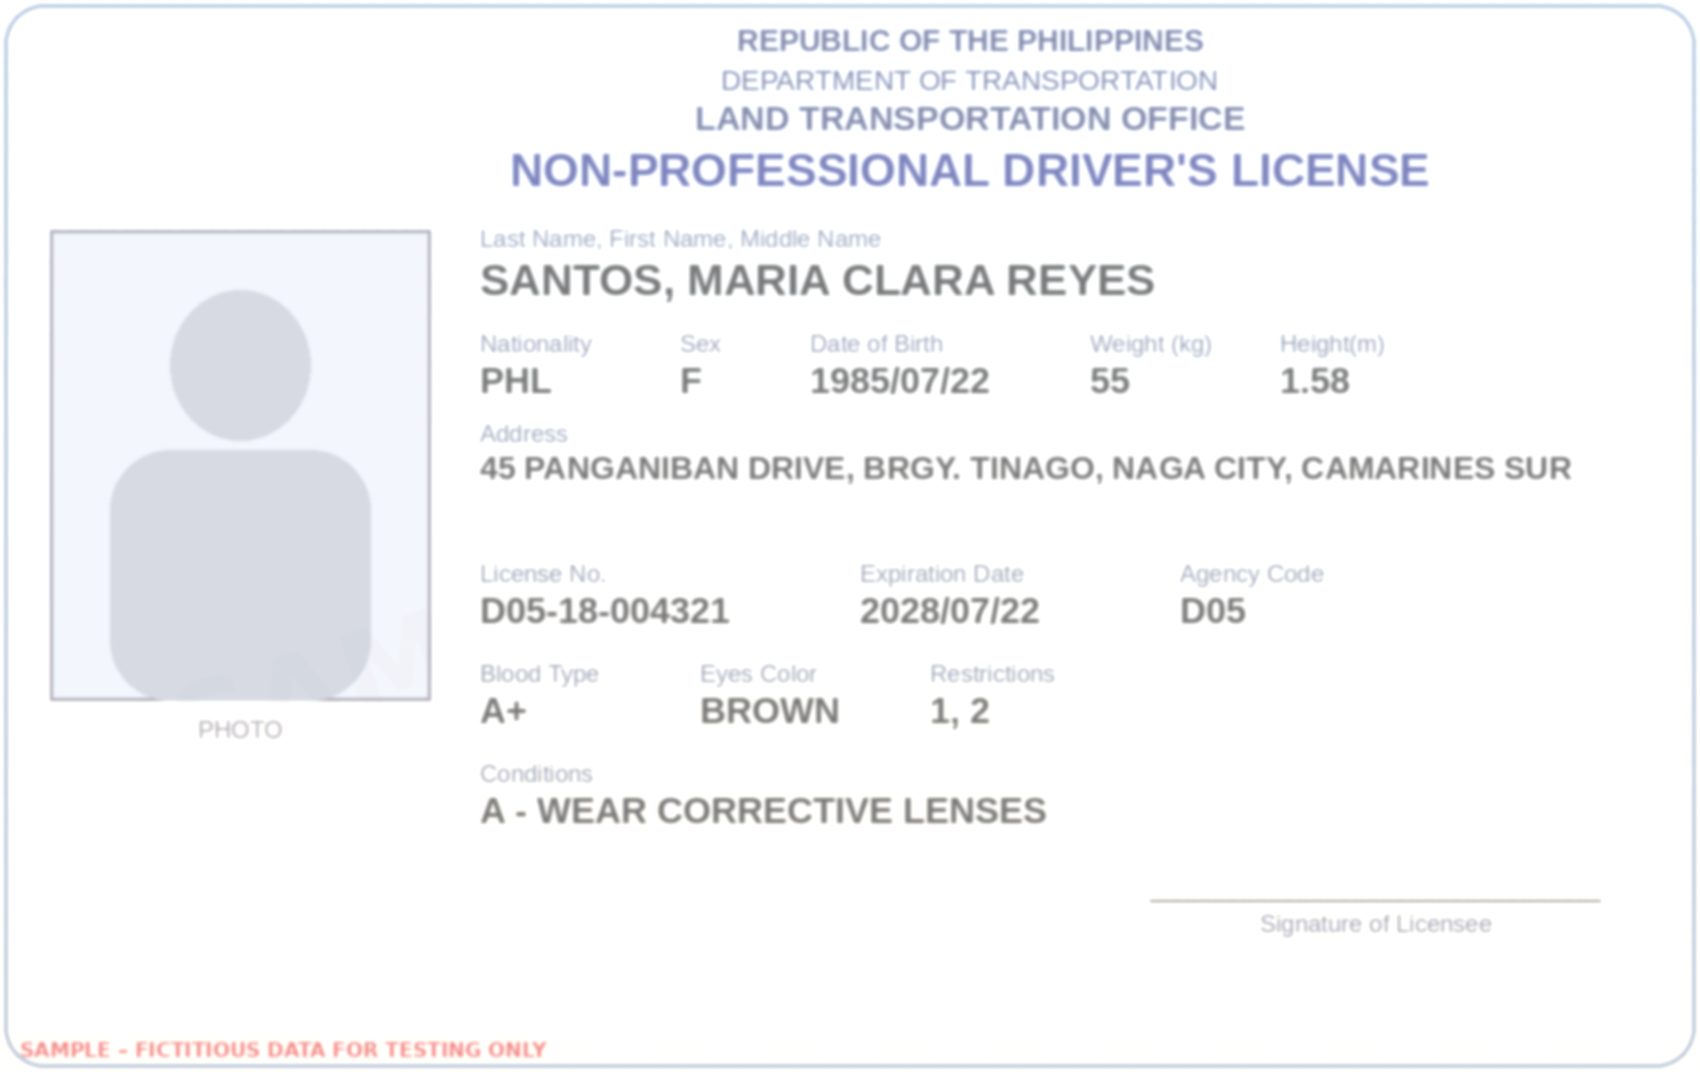 REPUBLIC OF THE PHILIPPINES
DEPARTMENT OF TRANSPORTATION
LAND TRANSPORTATION OFFICE
NON-PROFESSIONAL DRIVER'S LICENSE
Last Name, First Name, Middle Name
SANTOS, MARIA CLARA REYES
Nationality Sex Date of Birth Weight (kg) Height(m)
PHL F 1985/07/22 55 1.58
Address
45 PANGANIBAN DRIVE, BRGY. TINAGO, NAGA CITY, CAMARINES SUR
License No. Expiration Date Agency Code
D05-18-004321 2028/07/22 D05
Blood Type Eyes Color Restrictions
A+ BROWN 1, 2
PHOTO
Conditions
A - WEAR CORRECTIVE LENSES
Signature of Licensee
SAMPLE – FICTITIOUS DATA FOR TESTING ONLY